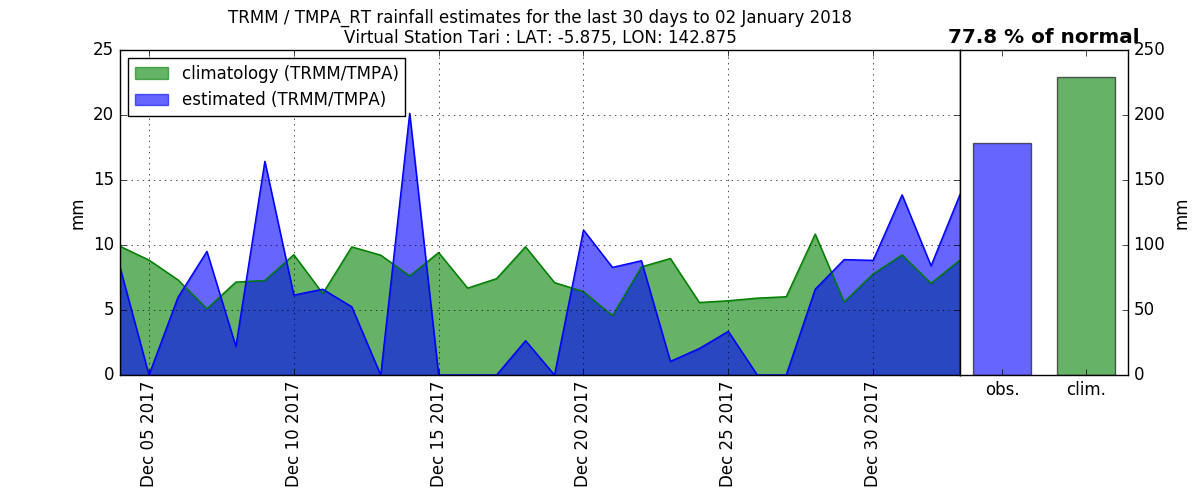 TRMM / TMPA_RT rainfall estimates for the last 30 days to 02 January 2018
Virtual Station Tari : LAT: -5.875, LON: 142.875
77.8 % of normal
climatology (TRMM/TMPA)
estimated (TRMM/TMPA)
25
20
15
10
5
0
mm
Dec 05 2017
Dec 10 2017
Dec 15 2017
Dec 20 2017
Dec 25 2017
Dec 30 2017
obs.
clim.
250
200
150
100
50
0
mm